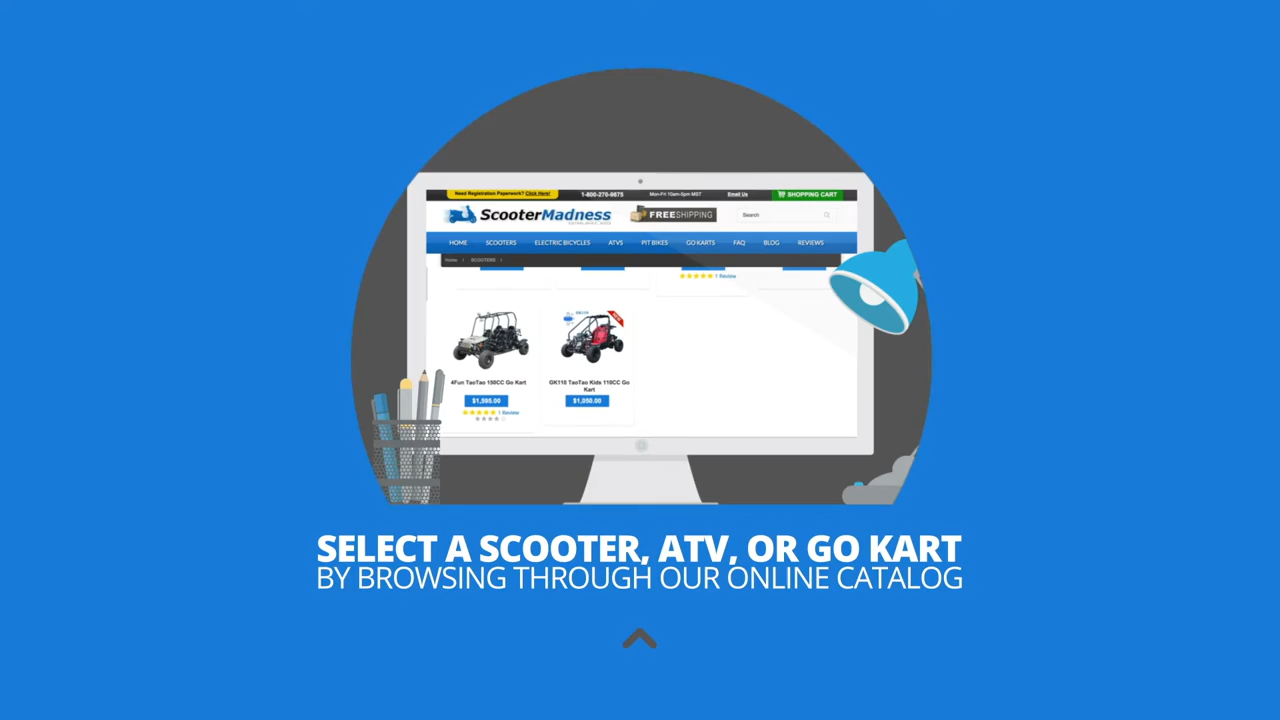 Need Registration Paperwork? Click Here!
1-800-270-9675
Mon-Fri 10am-5pm MST
Email Us
SHOPPING CART
ScooterMadness
FREESHIPPING
Search
HOME SCOOTERS ELECTRIC BICYCLES ATVS PIT BIKES GO KARTS FAQ BLOG REVIEWS
Home SCOOTERS
1 Review
4Fun TaoTao 150CC Go Kart
$1,595.00
1 Review
GK110 TaoTao Kids 110CC Go
Kart
$1,050.00
SELECT A SCOOTER, ATV, OR GO KART
BY BROWSING THROUGH OUR ONLINE CATALOG